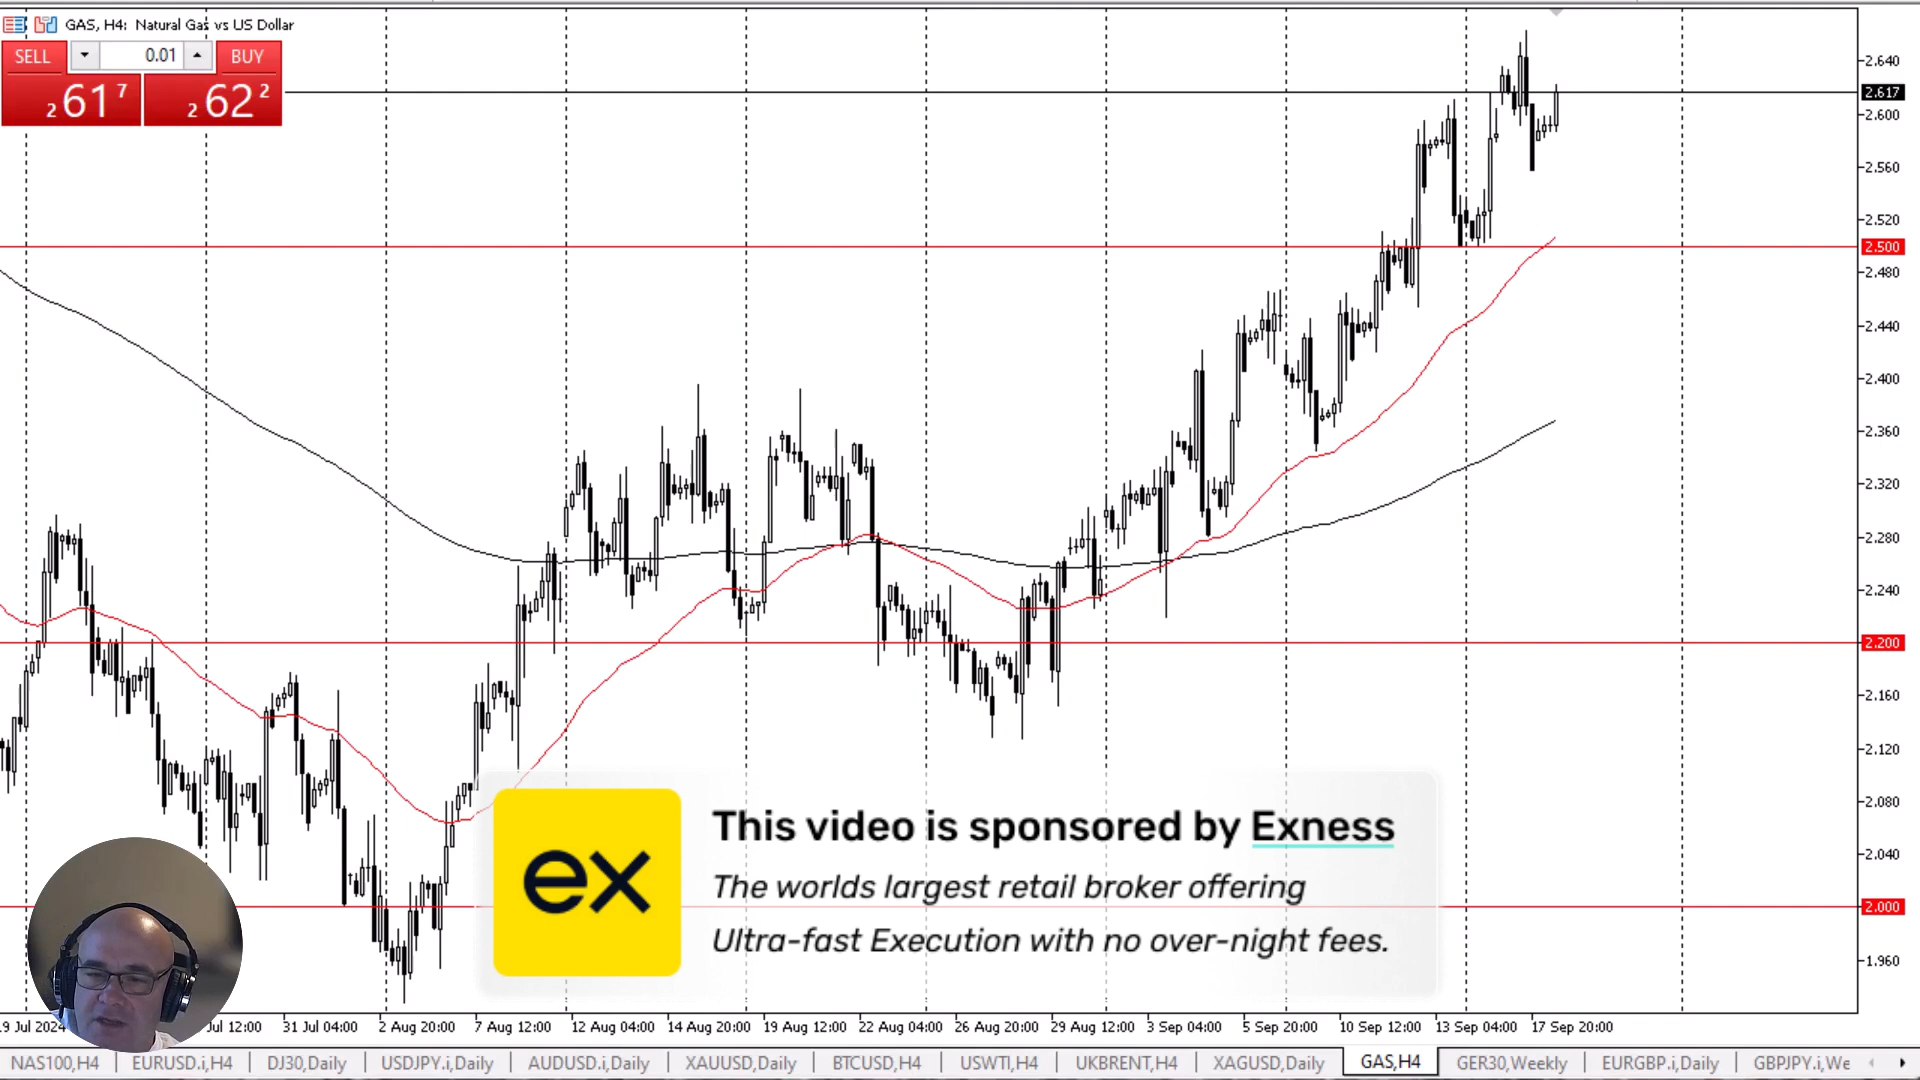 GAS, H4: Natural Gas vs US Dollar
SELL 0.01 BUY
2 61 7 2 62 2
2.640
2.617
2.600
2.560
2.520
2.500
2.480
2.440
2.400
2.360
2.320
2.280
2.240
2.200
2.160
2.120
2.080
2.040
2.000
1.960
ex
This video is sponsored by Exness
The worlds largest retail broker offering
Ultra-fast Execution with no over-night fees.
19 Jul 2024 Jul 12:00 31 Jul 04:00 2 Aug 20:00 7 Aug 12:00 12 Aug 04:00 14 Aug 20:00 19 Aug 12:00 22 Aug 04:00 26 Aug 20:00 29 Aug 12:00 3 Sep 04:00 5 Sep 20:00 10 Sep 12:00 13 Sep 04:00 17 Sep 20:00
NAS100,H4 EURUSD.i,H4 DJ30,Daily USDJPY.i,Daily AUDUSD.i,Daily XAUUSD,Daily BTCUSD,H4 USWTI,H4 UKBRENT,H4 XAGUSD,Daily GAS,H4 GER30,Weekly EURGBP.i,Daily GBPJPY.i,We